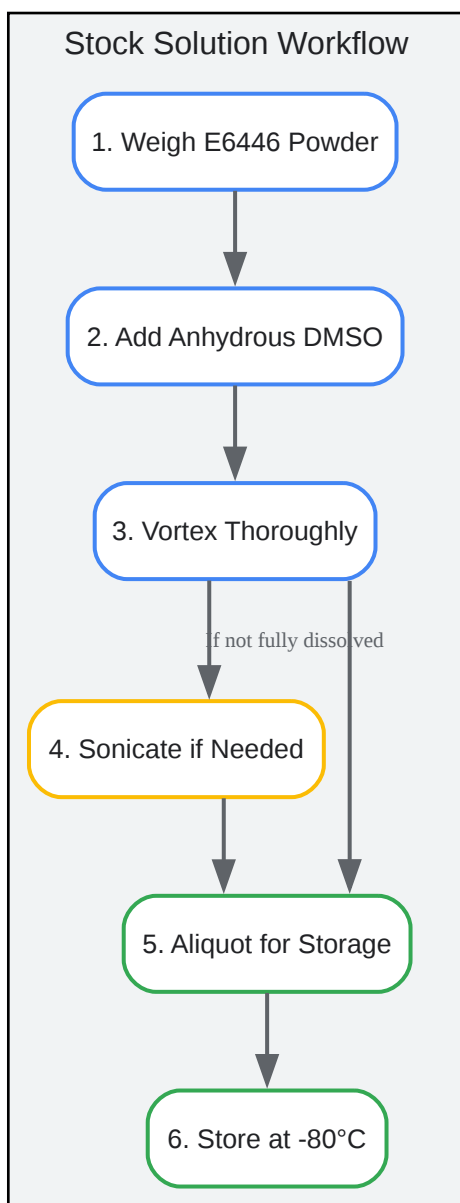 Stock Solution Workflow
1. Weigh E6446 Powder
2. Add Anhydrous DMSO
3. Vortex Thoroughly
If not fully dissolved
4. Sonicate if Needed
5. Aliquot for Storage
6. Store at -80°C